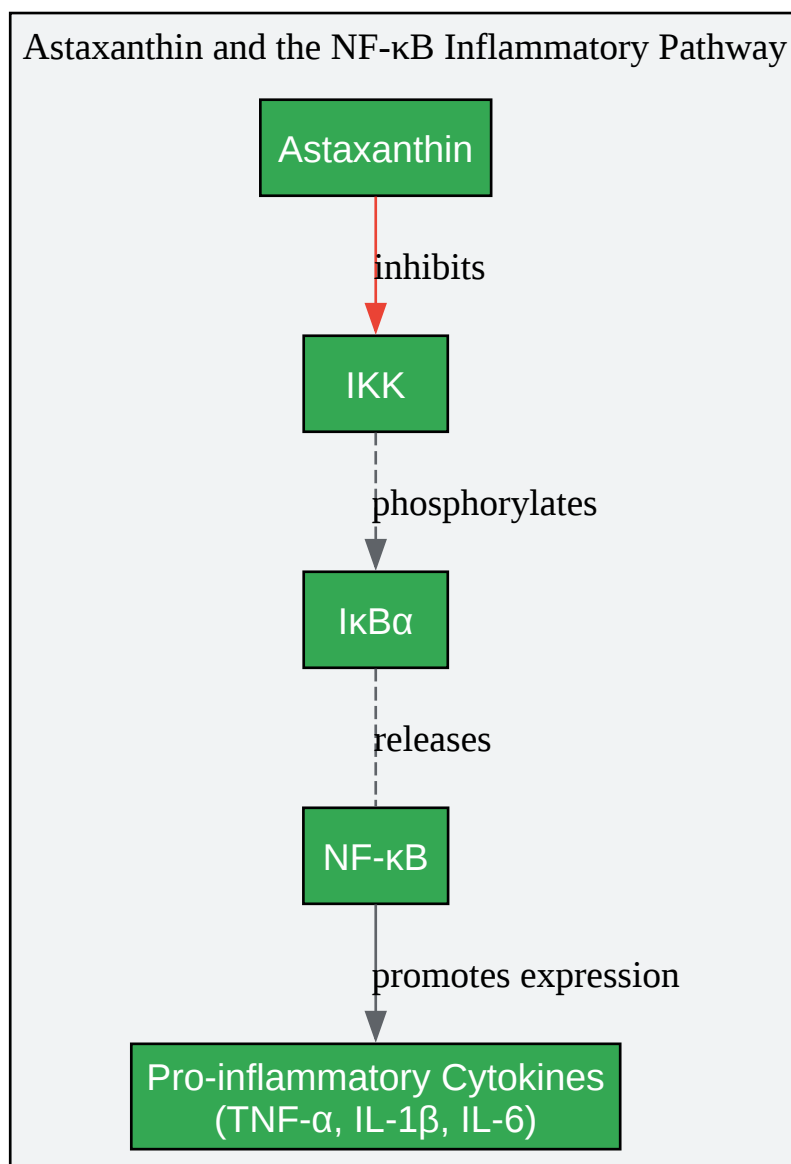 Astaxanthin and the NF-κB Inflammatory Pathway
Astaxanthin
inhibits
IKK
phosphorylates
IκBα
releases
NF-κB
promotes expression
Pro-inflammatory Cytokines
(TNF-α, IL-1β, IL-6)